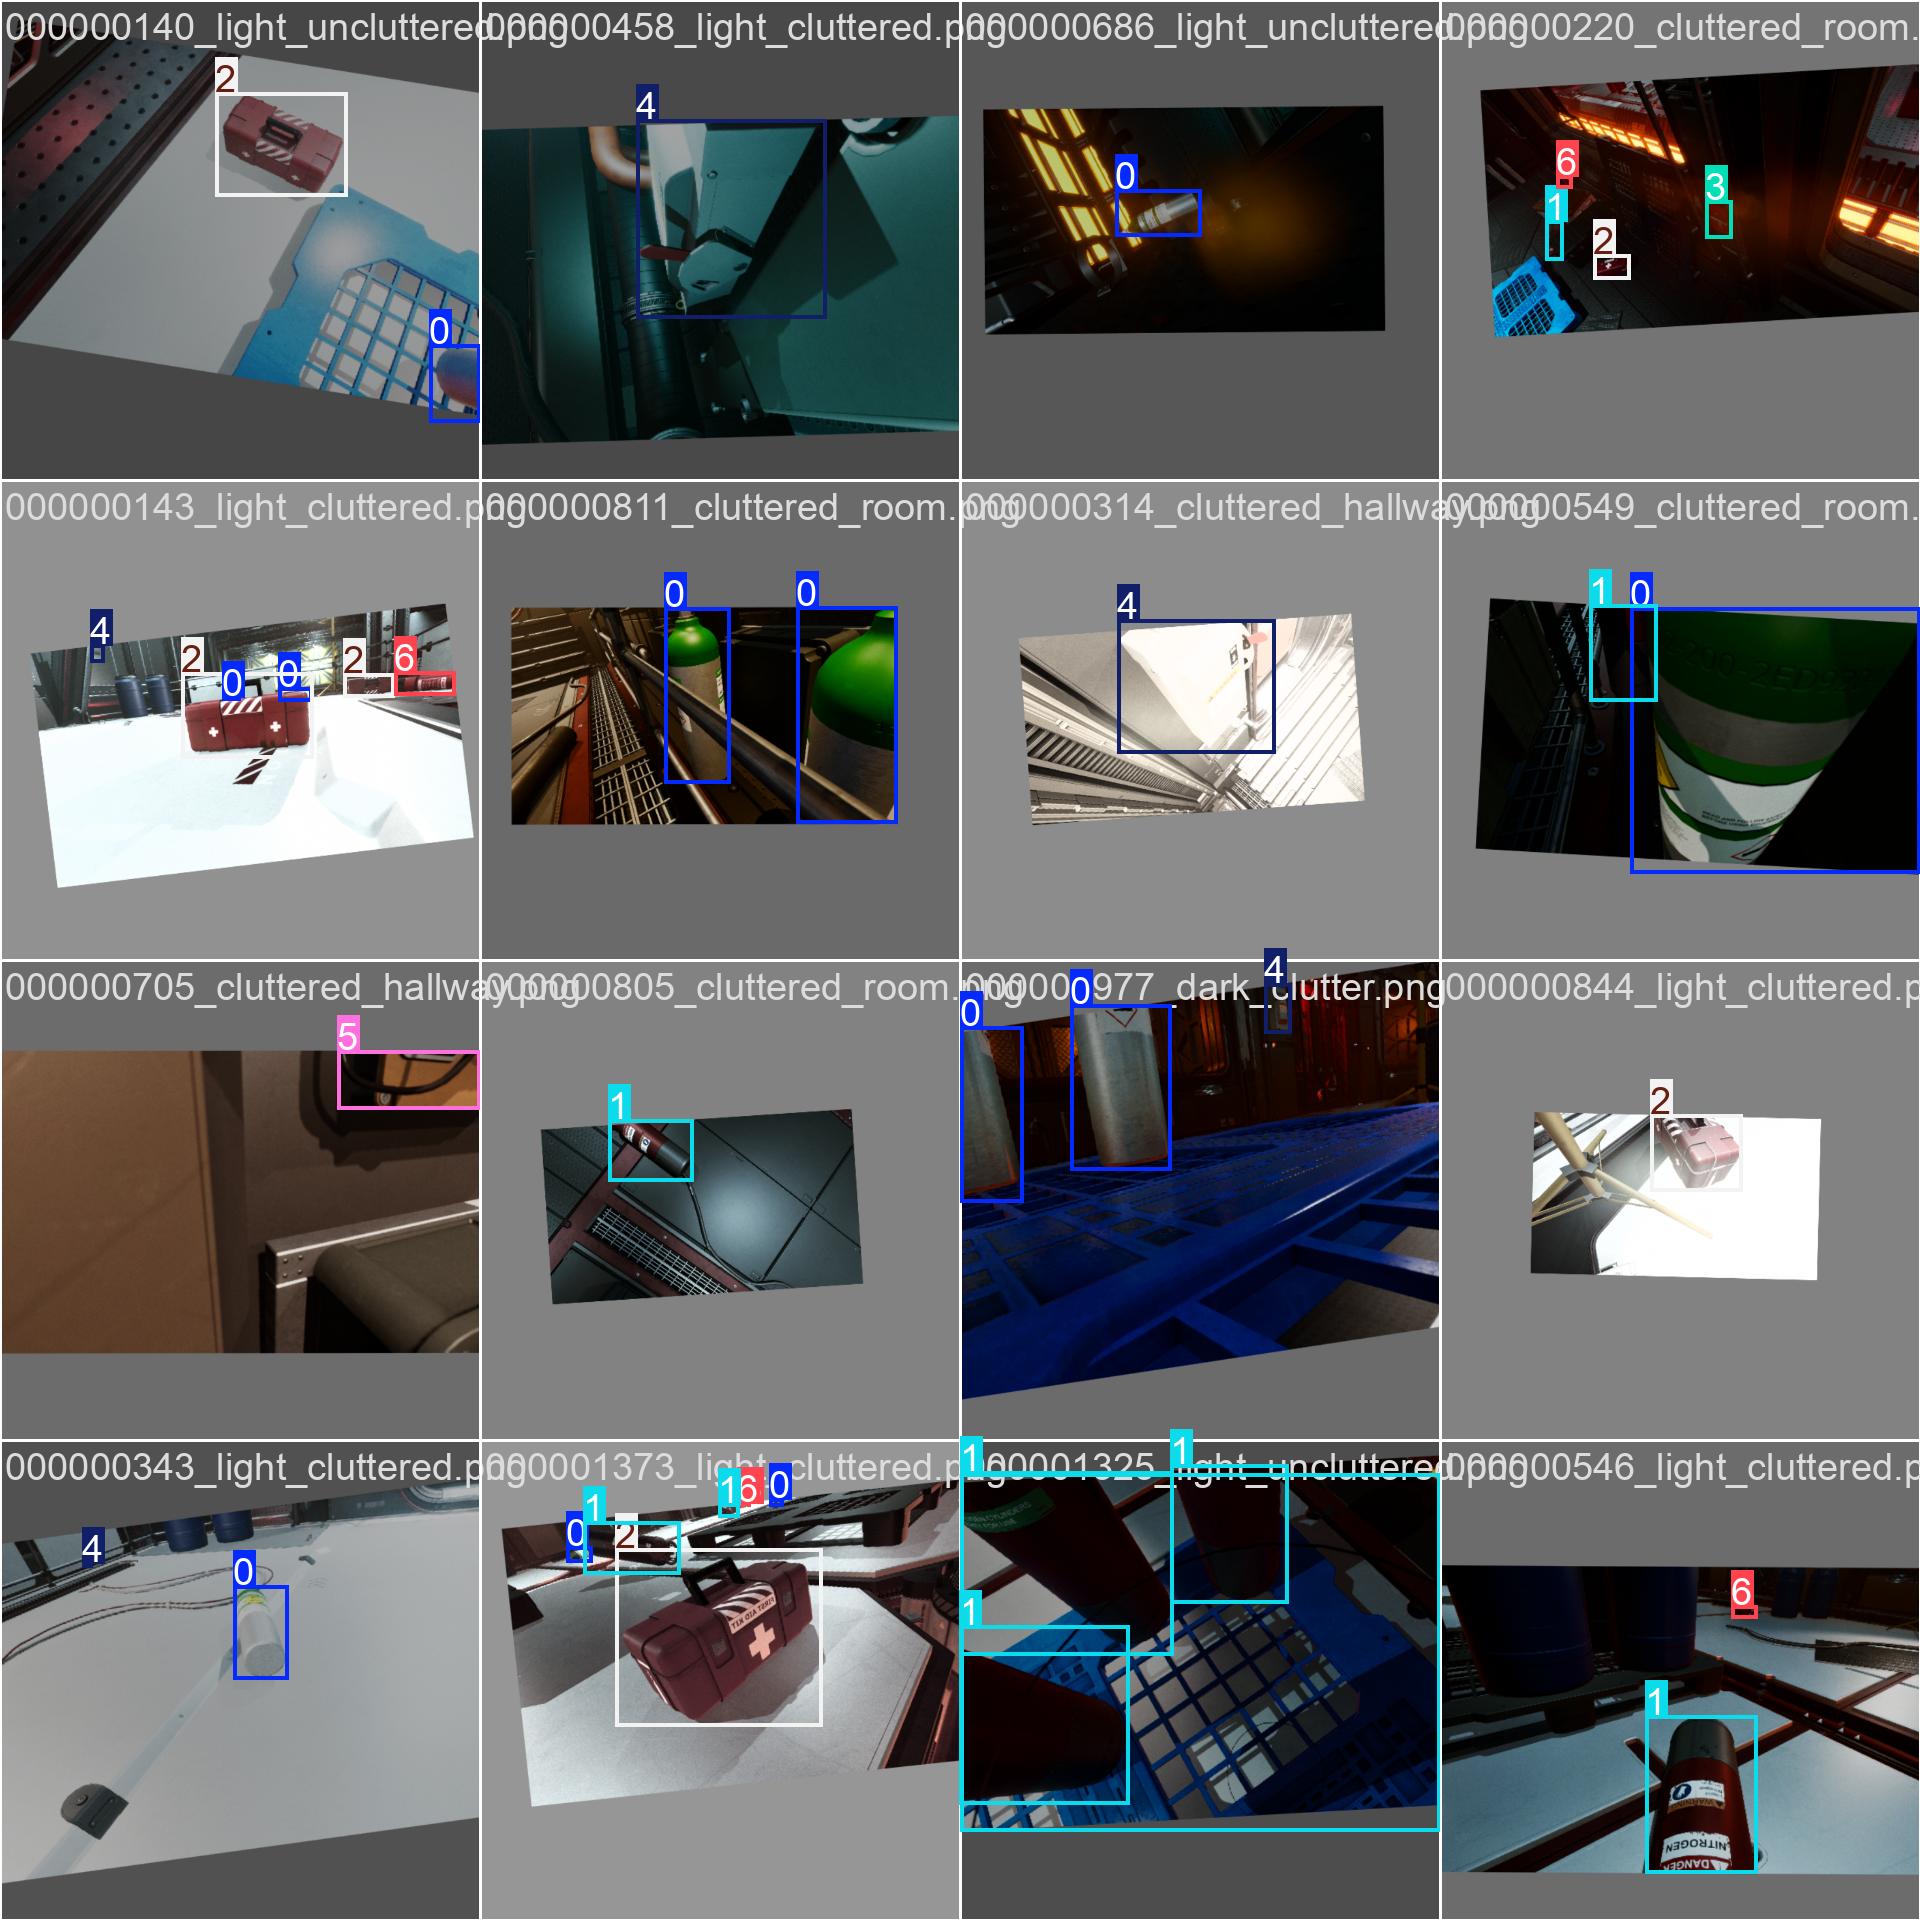 000000140_light_uncluttered.png
000000458_light_cluttered.png
000000686_light_uncluttered.png
000000220_cluttered_room.
2
4
0
6
3
1
2
0
000000143_light_cluttered.png
000000811_cluttered_room.png
000000314_cluttered_hallway.png
000000549_cluttered_room.
4
2
0
0
2
6
0
0
4
1
0
000000705_cluttered_hallway.png
000000805_cluttered_room.png
977_dark_clutter.png
000000844_light_cluttered.p
5
1
0
0
4
2
000000343_light_cluttered.png
000001373_light_cluttered.png
000001325_light_uncluttered.png
000000546_light_cluttered.p
4
0
0
1
2
1
6
0
FIRST AID KIT
1
1
1
6
1
WARNING
NITROGEN
DANGER